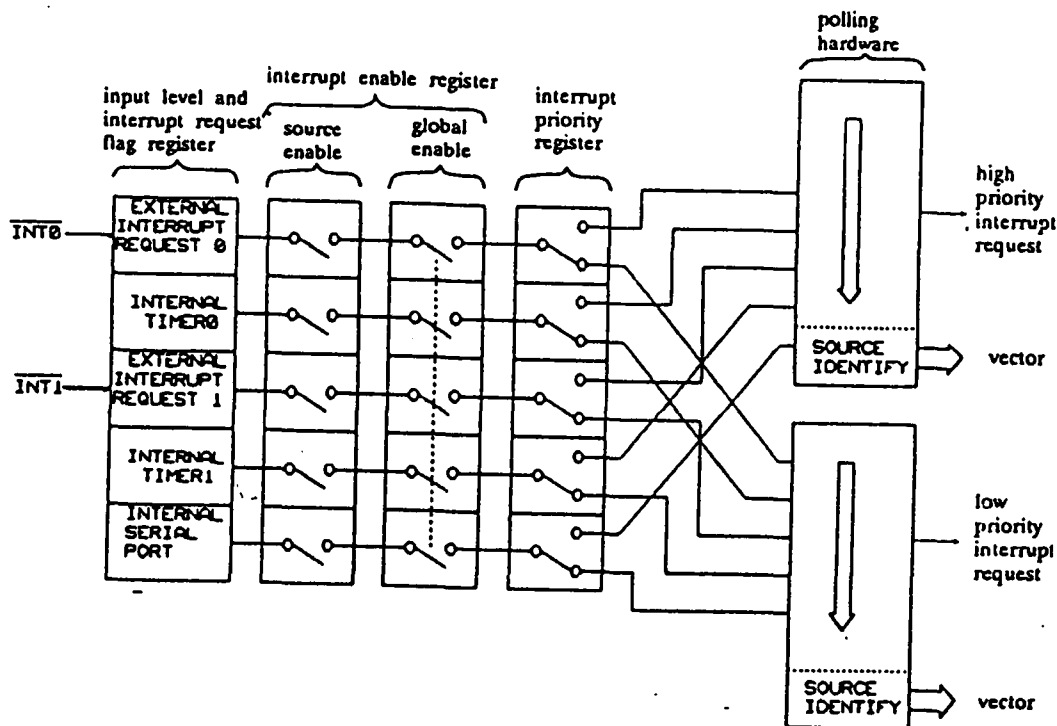 polling
hardware
interrupt enable register
input level and
interrupt request
flag register
source
enable
global
enable
interrupt
priority
register
INT0
EXTERNAL
INTERRUPT
REQUEST 0
INTERNAL
TIMER0
INT1
EXTERNAL
INTERRUPT
REQUEST 1
INTERNAL
TIMER1
INTERNAL
SERIAL
PORT
high
priority
interrupt
request
SOURCE
IDENTIFY
vector
low
priority
interrupt
request
SOURCE
IDENTIFY
vector